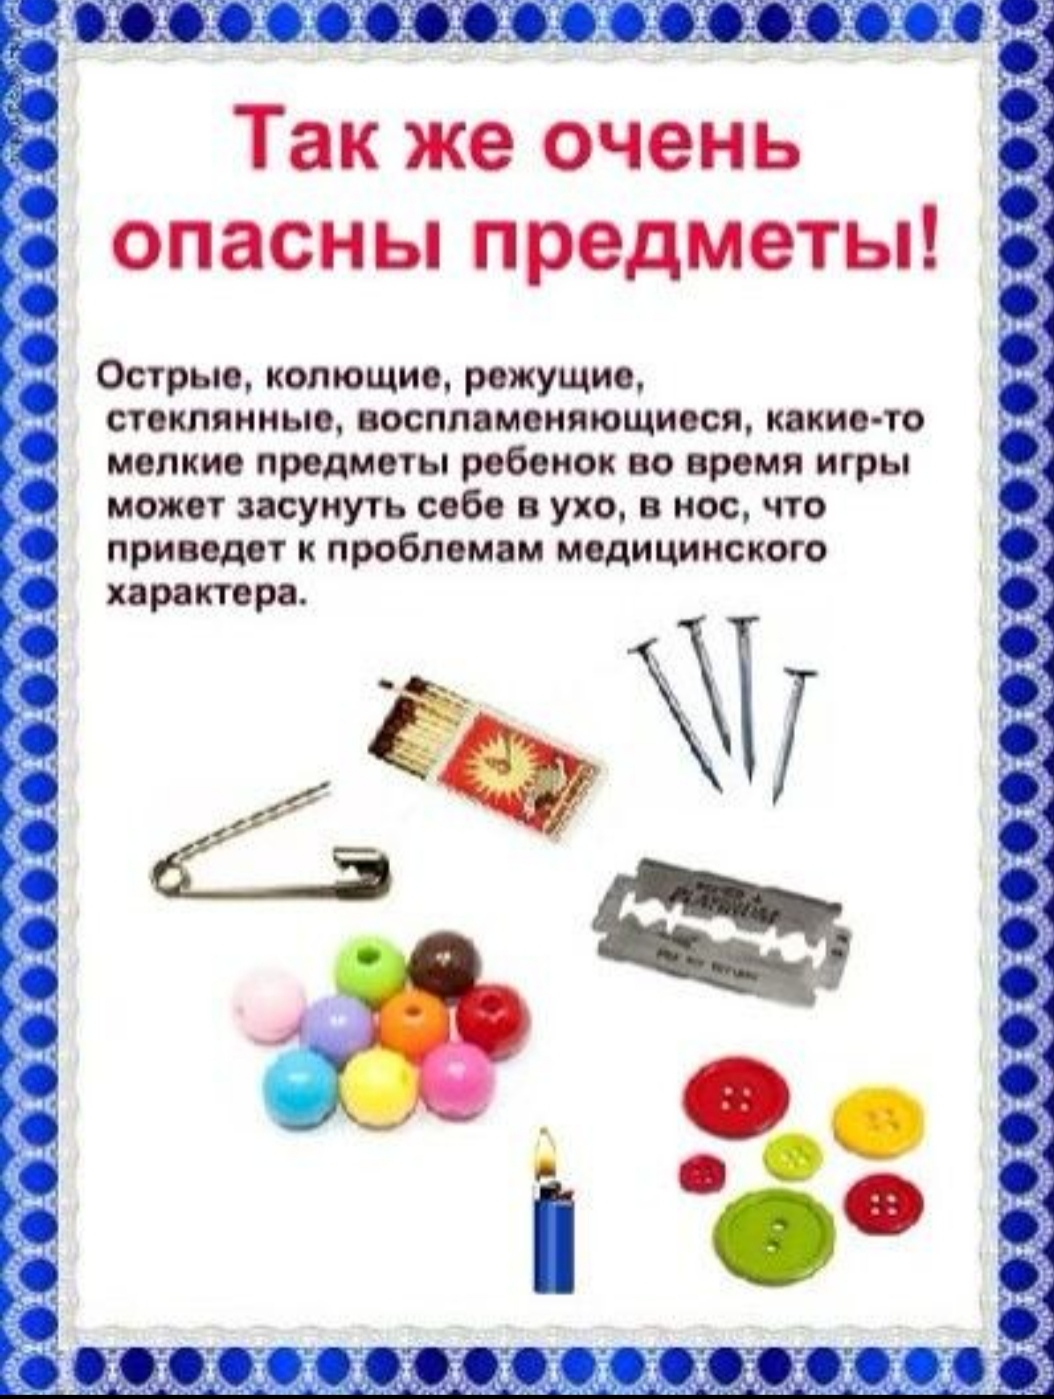 Так же очень
опасны предметы!
Острые, колющие, режущие,
стеклянные, воспламеняющиеся, какие-то
мелкие предметы ребенок во время игры
может засунуть себе в ухо, в нос, что
приведет к проблемам медицинского
характера.
PLATINUM